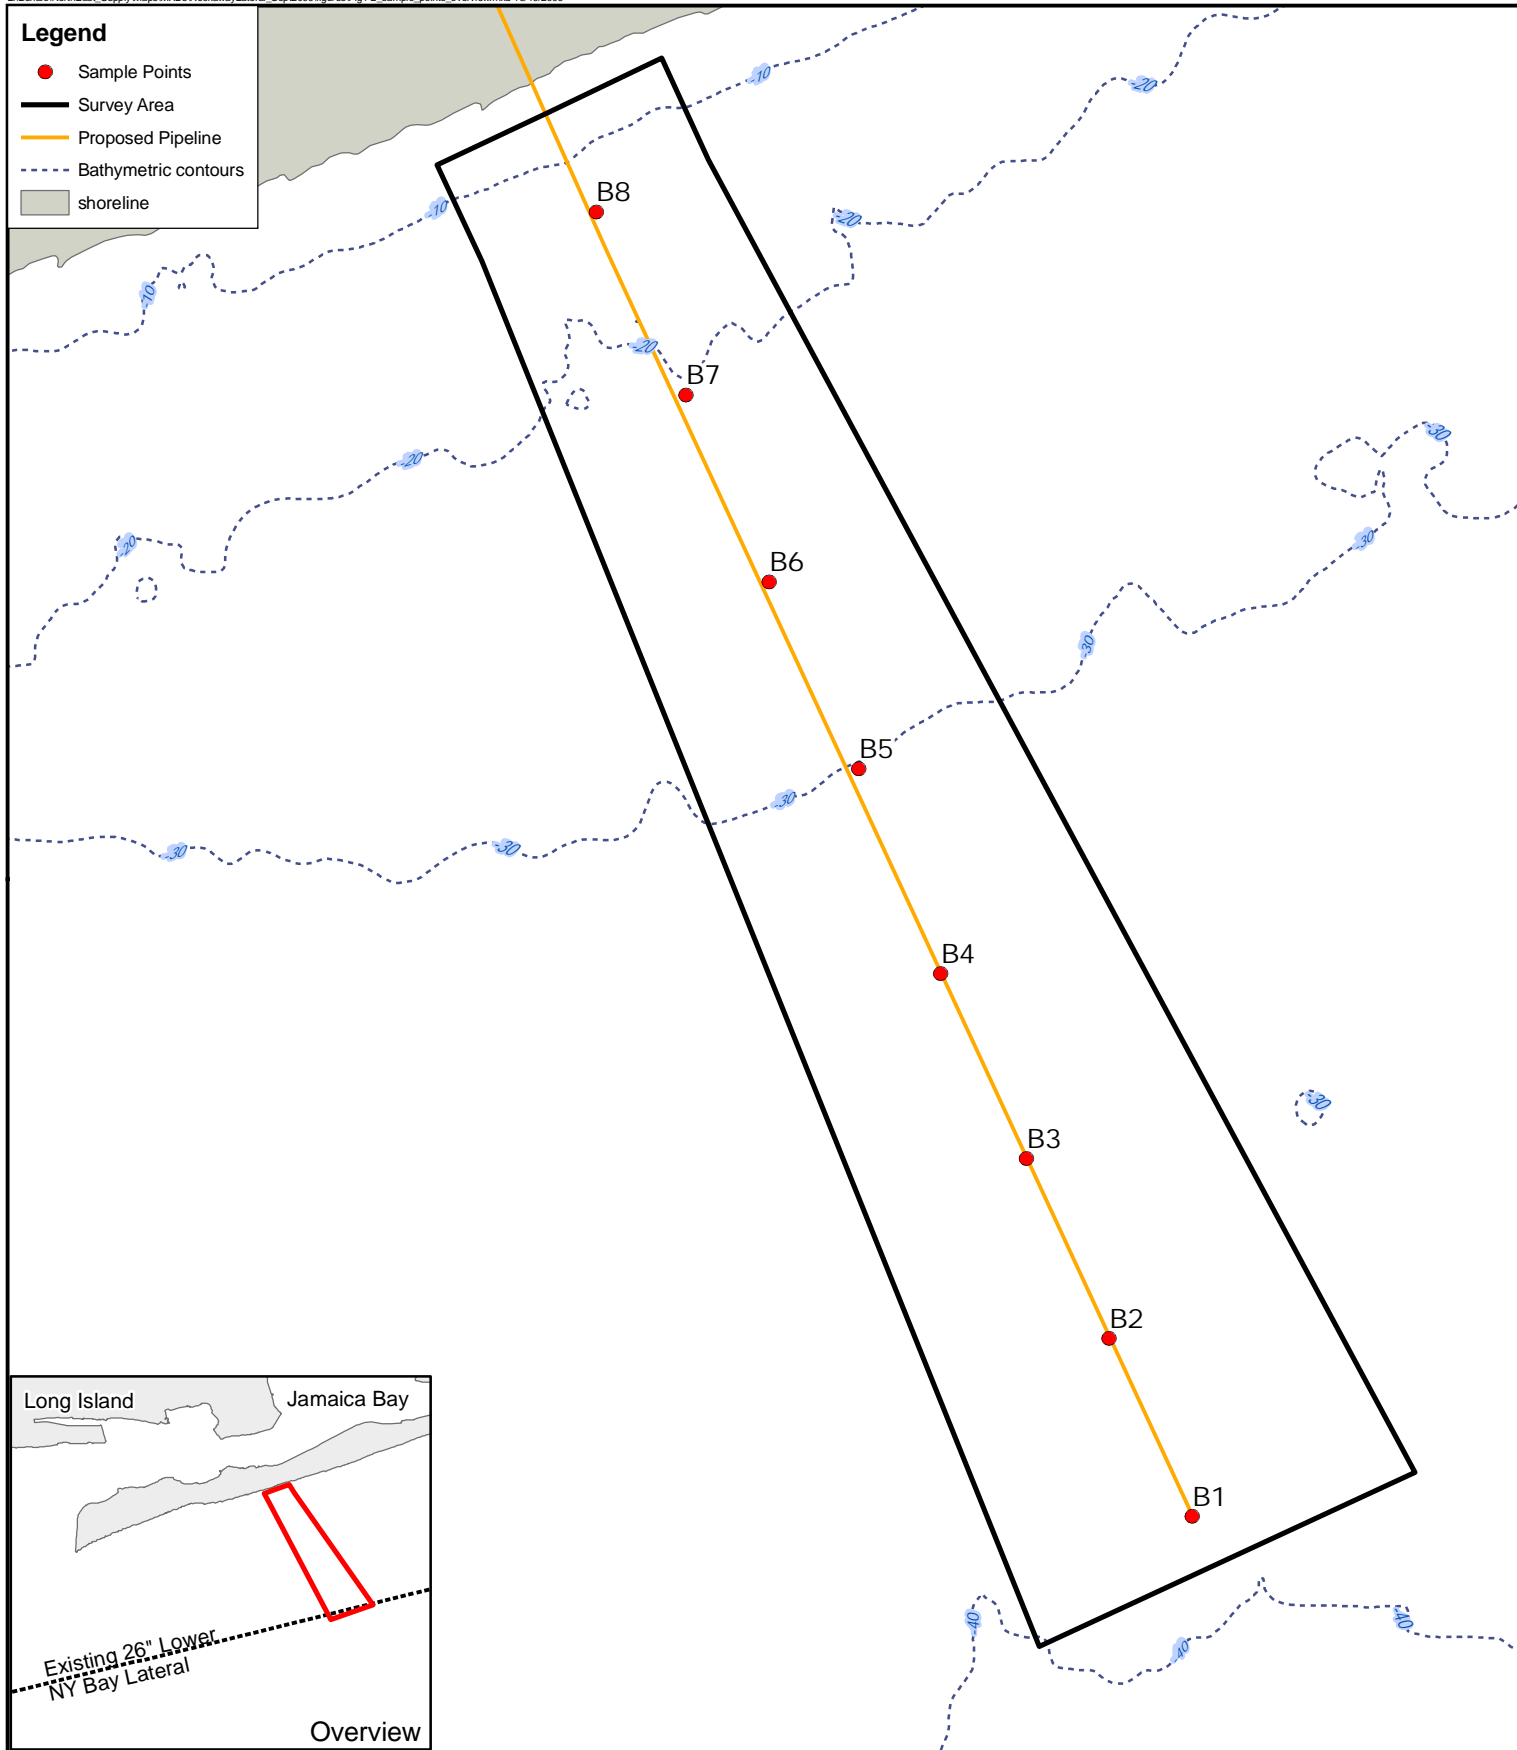 Legend
Sample Points
Survey Area
Proposed Pipeline
Bathymetric contours
shoreline
-10
-20
-10
B8
-20
-10
-20
B7
-30
-20
-30
-20
B6
-30
B5
-30
-30
-30
B4
-30
B3
B2
Long Island
Jamaica Bay
B1
-40
-40
-40
Existing 26" Lower
NY Bay Lateral
Overview